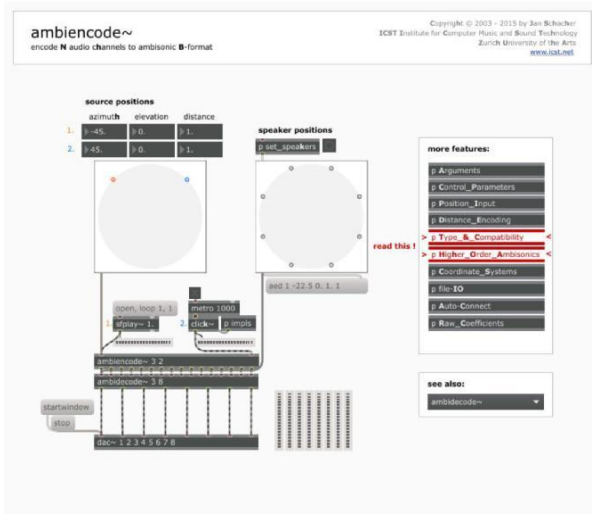 ambiencode~
encode N audio channels to ambisonic B-format
Copyright © 2003 - 2015 by Jan Schacher
ICST Institute for Computer Music and Sound Technology
Zurich University of the Arts
www.icst.net
source positions
azimuth elevation distance
1. -45. 0. 1.
2. 45. 0. 1.
speaker positions
p set_speakers
aed 1 -22.5 0. 1. 1
open, loop 1, 1
metro 1000
1. sfplay~ 1.
2. click~ p impls
ambiencode~ 3 2
ambidecode~ 3 8
startwindow
stop
dac~ 1 2 3 4 5 6 7 8
more features:
p Arguments
p Control_Parameters
p Position_Input
p Distance_Encoding
read this !
> p Type_&_Compatibility <
> p Higher_Order_Ambisonics <
p Coordinate_Systems
p file-IO
p Auto-Connect
p Raw_Coefficients
see also:
ambidecode~